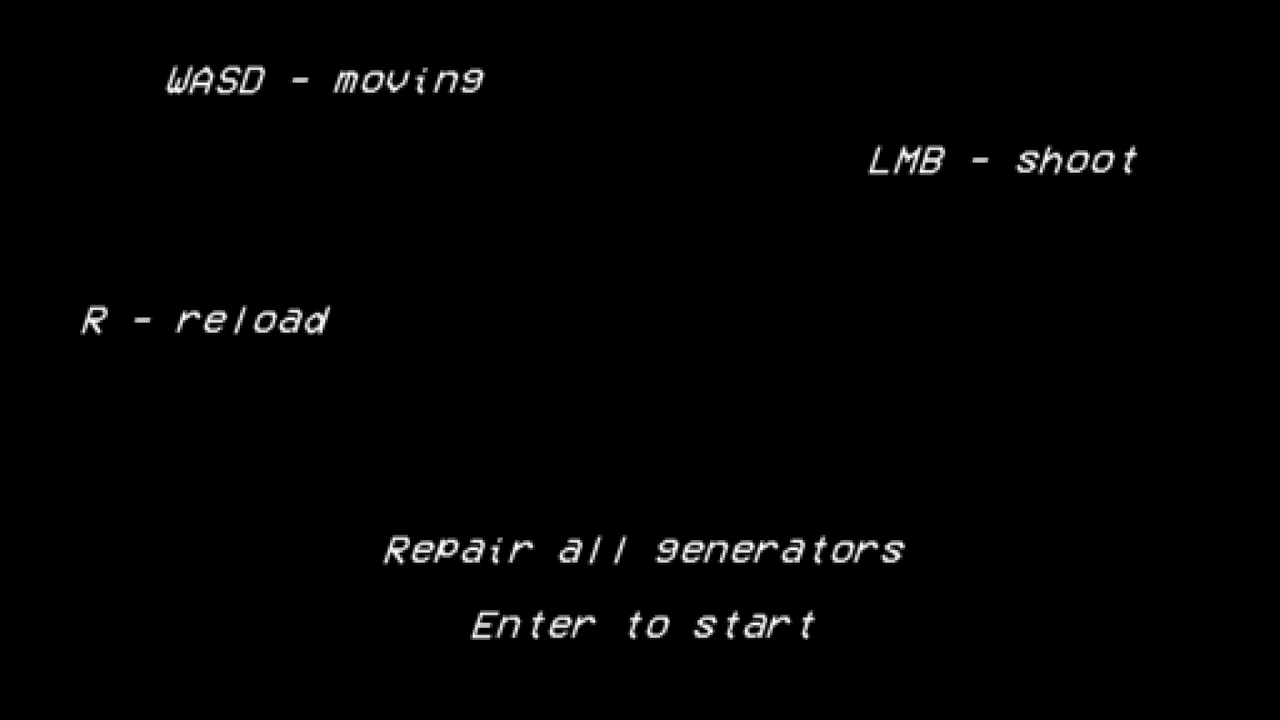 WASD - moving
LMB - shoot
R - reload
Repair all generators
Enter to start